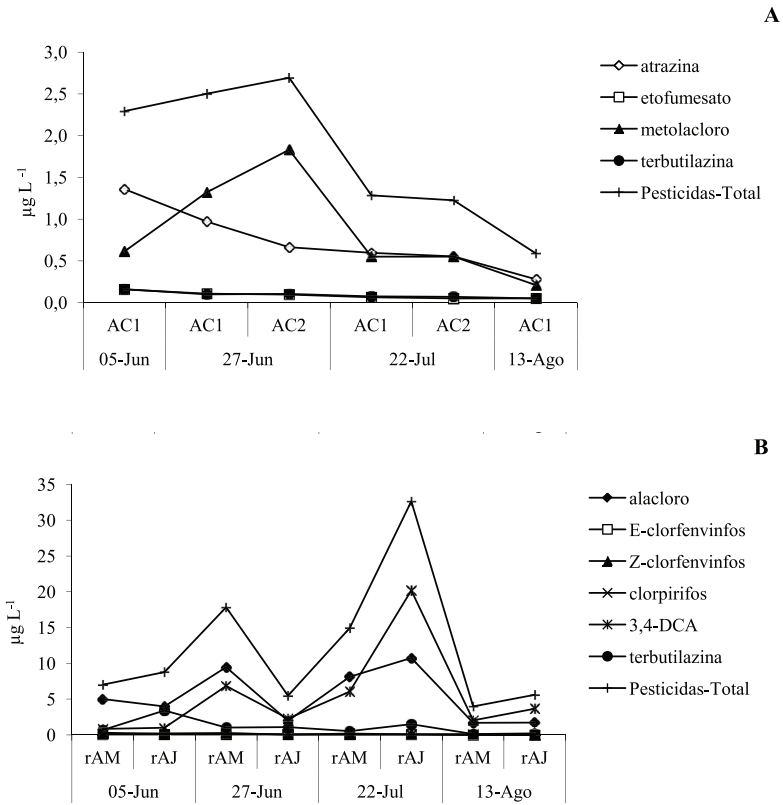 A
3,0
2,5
2,0
1,5
1,0
0,5
0,0
µg L⁻¹
AC1 AC1 AC2 AC1 AC2 AC1
05-Jun 27-Jun 22-Jul 13-Ago
atrazina
etofumesato
metolacloro
terbutilazina
Pesticidas-Total
B
35
30
25
20
15
10
5
0
µg L⁻¹
rAM rAJ rAM rAJ rAM rAJ rAM rAJ
05-Jun 27-Jun 22-Jul 13-Ago
alacloro
E-clorfenvinfos
Z-clorfenvinfos
clorpirifos
3,4-DCA
terbutilazina
Pesticidas-Total